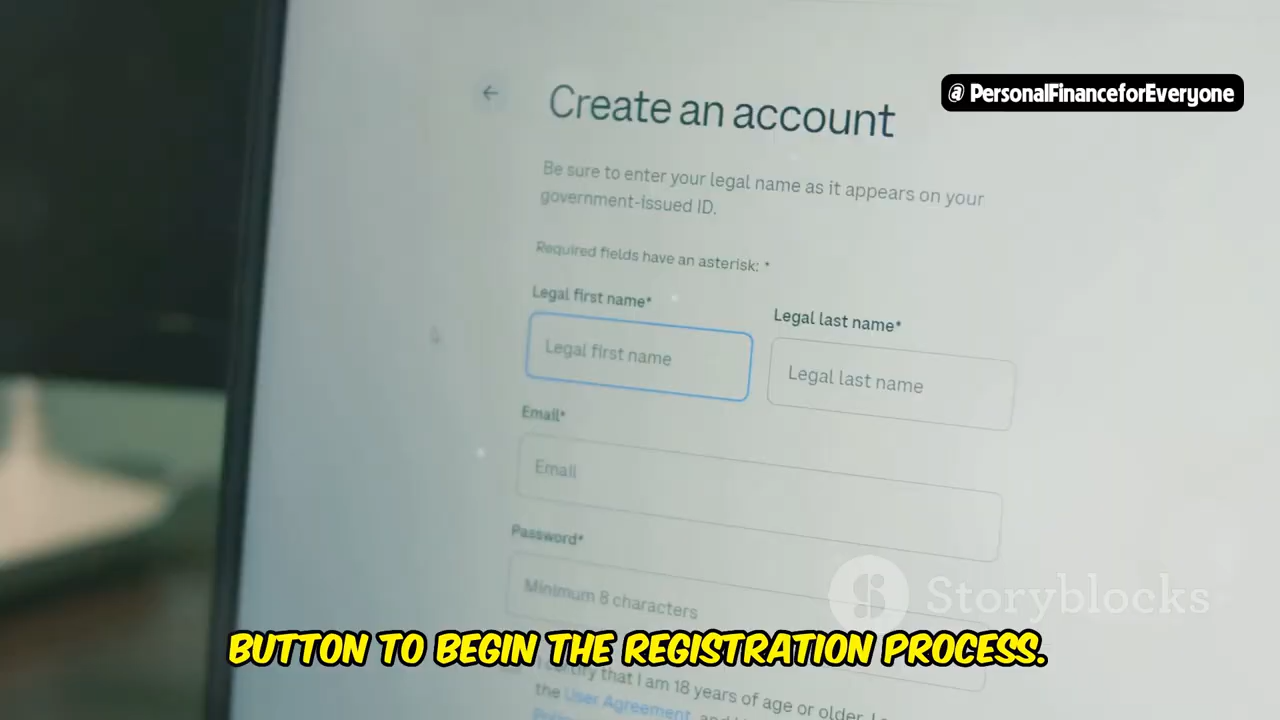 @ PersonalFinanceforEveryone
Create an account
Be sure to enter your legal name as it appears on your
government-issued ID.
Required fields have an asterisk: *
Legal first name*
Legal last name*
Legal first name
Legal last name
Email*
Email
Password*
Minimum 8 characters
Storyblocks
BUTTON TO BEGIN THE REGISTRATION PROCESS.
I certify that I am 18 years of age or older, I
the User Agreement, and